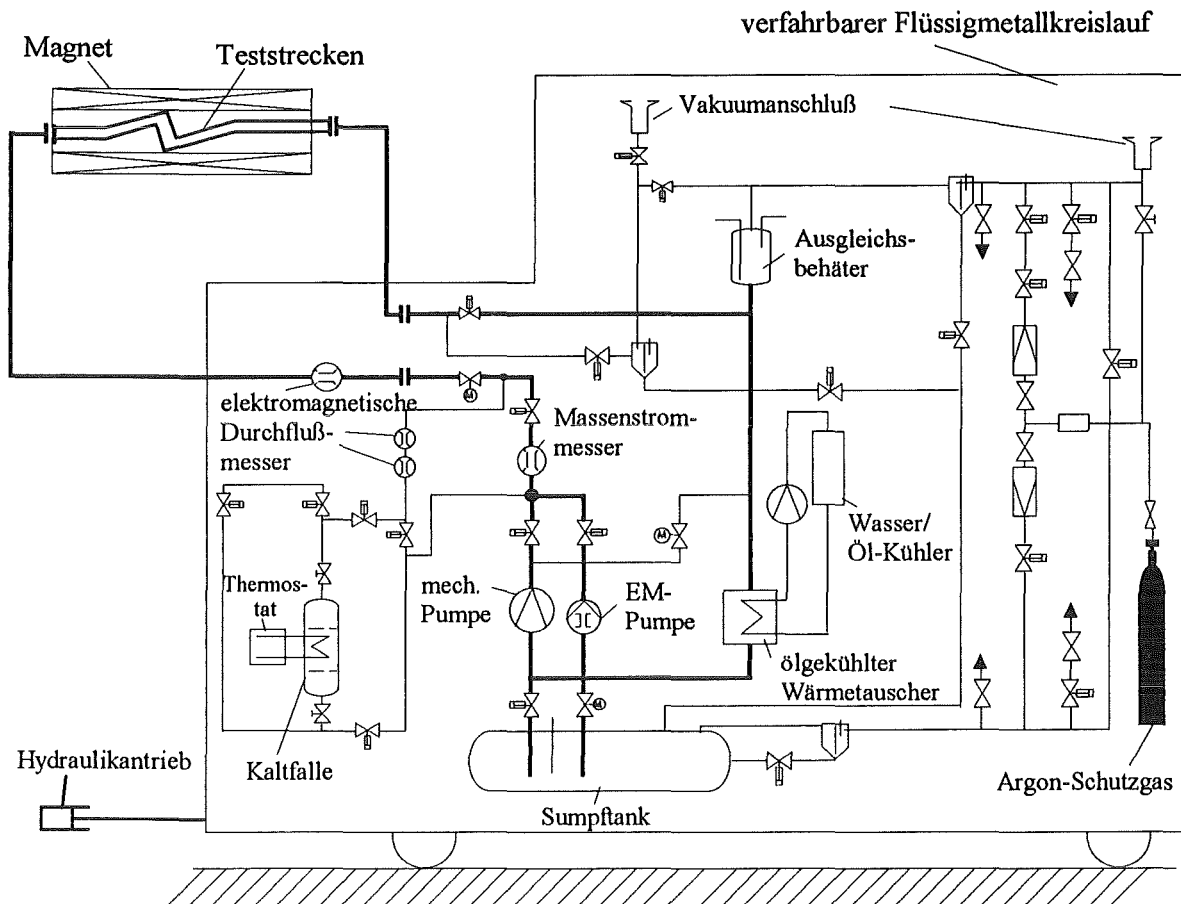 verfahrbarer Flüssigmetallkreislauf
Magnet
Teststrecken
Vakuumanschluß
Ausgleichs-
behäter
elektromagnetische
Durchfluß-
messer
M
Massenstrom-
messer
M
Wasser/
Öl-Kühler
Thermos-
tat
mech.
Pumpe
EM-
Pumpe
ölgekühlter
Wärmetauscher
M
Kaltfalle
Hydraulikantrieb
Sumpftank
Argon-Schutzgas